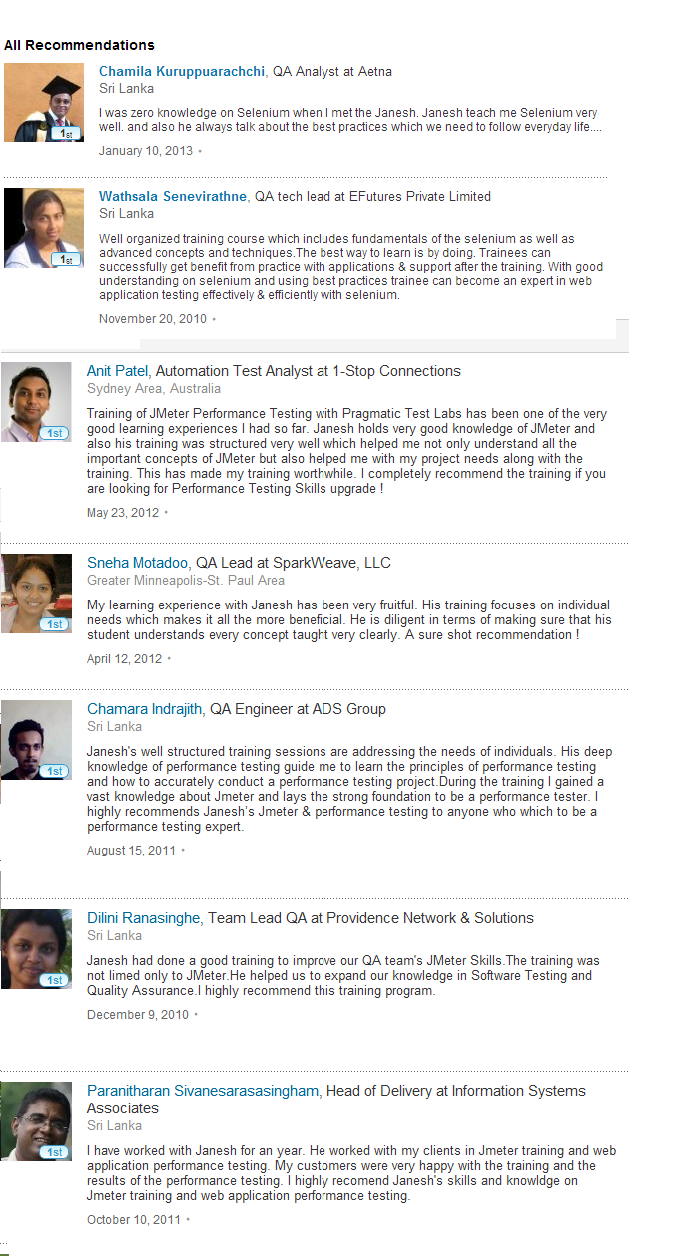 All Recommendations
Chamila Kuruppuarachchi, QA Analyst at Aetna
Sri Lanka
I was zero knowledge on Selenium when I met the Janesh. Janesh teach me Selenium very
well. and also he always talk about the best practices which we need to follow everyday life....
1st
January 10, 2013
Wathsala Senevirathne, QA tech lead at EFutures Private Limited
Sri Lanka
Well organized training course which includes fundamentals of the selenium as well as
advanced concepts and techniques.The best way to learn is by doing. Trainees can
1st
successfully get benefit from practice with applications & support after the training. With good
understanding on selenium and using best practices trainee can become an expert in web
application testing effectively & efficiently with selenium.
November 20, 2010
Anit Patel, Automation Test Analyst at 1-Stop Connections
Sydney Area, Australia
Training of JMeter Performance Testing with Pragmatic Test Labs has been one of the very
good learning experiences I had so far. Janesh holds very good knowledge of JMeter and
1st
also his training was structured very well which helped me not only understand all the
important concepts of JMeter but also helped me with my project needs along with the
training. This has made my training worthwhile. I completely recommend the training if you
are looking for Performance Testing Skills upgrade !
May 23, 2012
Sneha Motadoo, QA Lead at SparkWeave, LLC
Greater Minneapolis-St. Paul Area
My learning experience with Janesh has been very fruitful. His training focuses on individual
needs which makes it all the more beneficial. He is diligent in terms of making sure that his
1st
student understands every concept taught very clearly. A sure shot recommendation !
April 12, 2012
Chamara Indrajith, QA Engineer at ADS Group
Sri Lanka
Janesh's well structured training sessions are addressing the needs of individuals. His deep
knowledge of performance testing guide me to learn the principles of performance testing
1st
and how to accurately conduct a performance testing project.During the training I gained a
vast knowledge about Jmeter and lays the strong foundation to be a performance tester. I
highly recommends Janesh's Jmeter & performance testing to anyone who which to be a
performance testing expert.
August 15, 2011
Dilini Ranasinghe, Team Lead QA at Providence Network & Solutions
Sri Lanka
Janesh had done a good training to improve our QA team's JMeter Skills.The training was
not limed only to JMeter.He helped us to expand our knowledge in Software Testing and
1st
Quality Assurance.I highly recommend this training program.
December 9, 2010
Paranitharan Sivanesarasasingham, Head of Delivery at Information Systems
Associates
Sri Lanka
I have worked with Janesh for an year. He worked with my clients in Jmeter training and web
1st
application performance testing. My customers were very happy with the training and the
results of the performance testing. I highly recomend Janesh's skills and knowldge on
Jmeter training and web application performance testing.
October 10, 2011